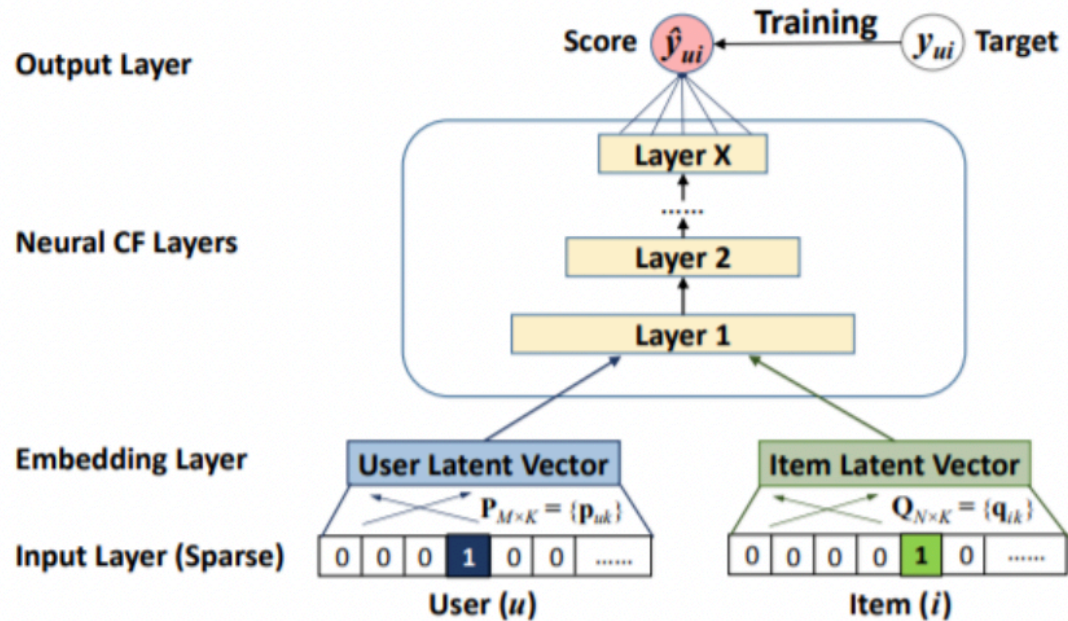 Score ŷui Training yui Target
Output Layer
Layer X
......
Neural CF Layers
Layer 2
Layer 1
Embedding Layer
User Latent Vector
Item Latent Vector
P_{M×K} = {p_{uk}}
Q_{N×K} = {q_{ik}}
Input Layer (Sparse)
0 0 0 1 0 0 ......
0 0 0 0 1 0 ......
User (u)
Item (i)